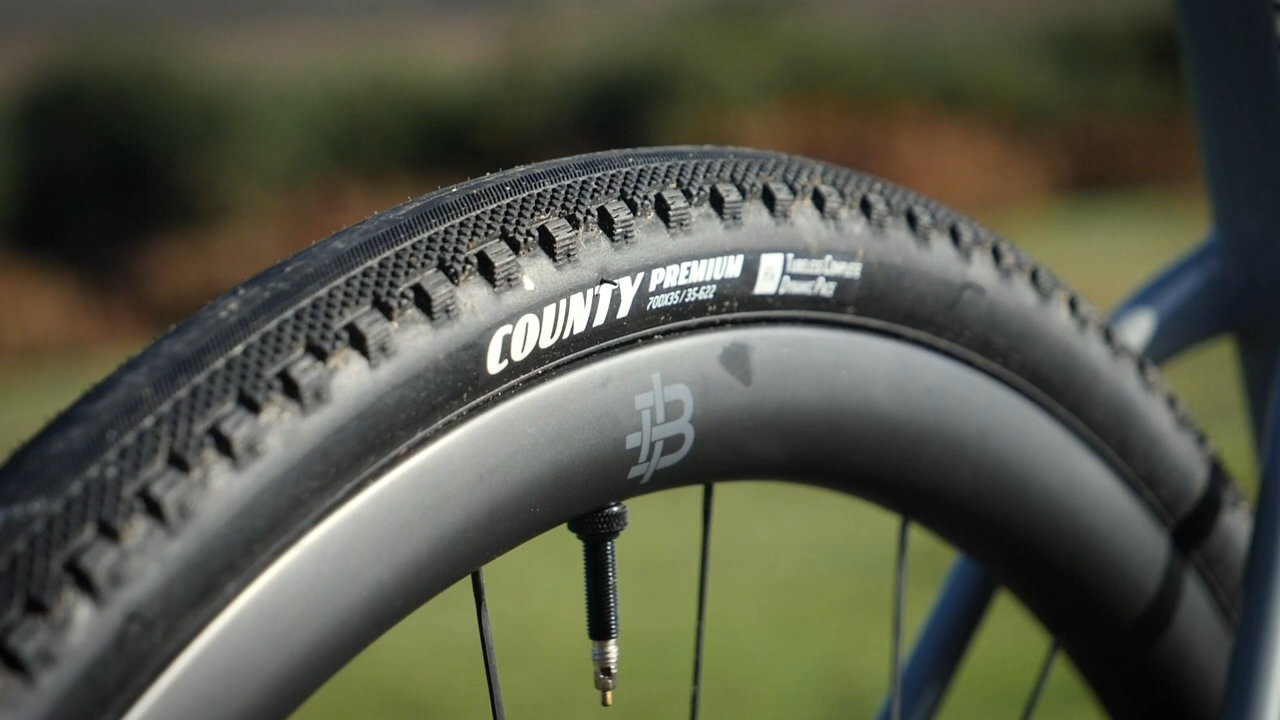 COUNTY PREMIUM
700X35 / 35-622
TUBELESS COMPLETE
DYNAMIC PACE